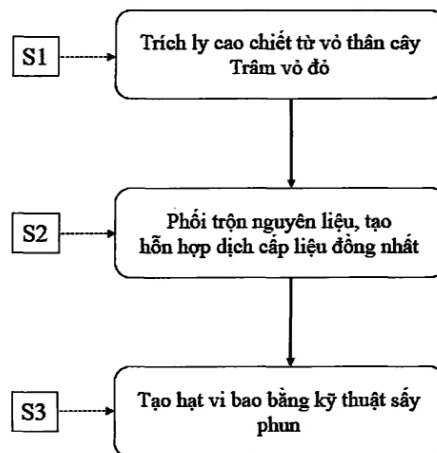 S1
Trích ly cao chiết từ vỏ thân cây
Trâm vỏ đỏ
S2
Phối trộn nguyên liệu, tạo
hỗn hợp dịch cấp liệu đồng nhất
S3
Tạo hạt vi bao bằng kỹ thuật sấy
phun